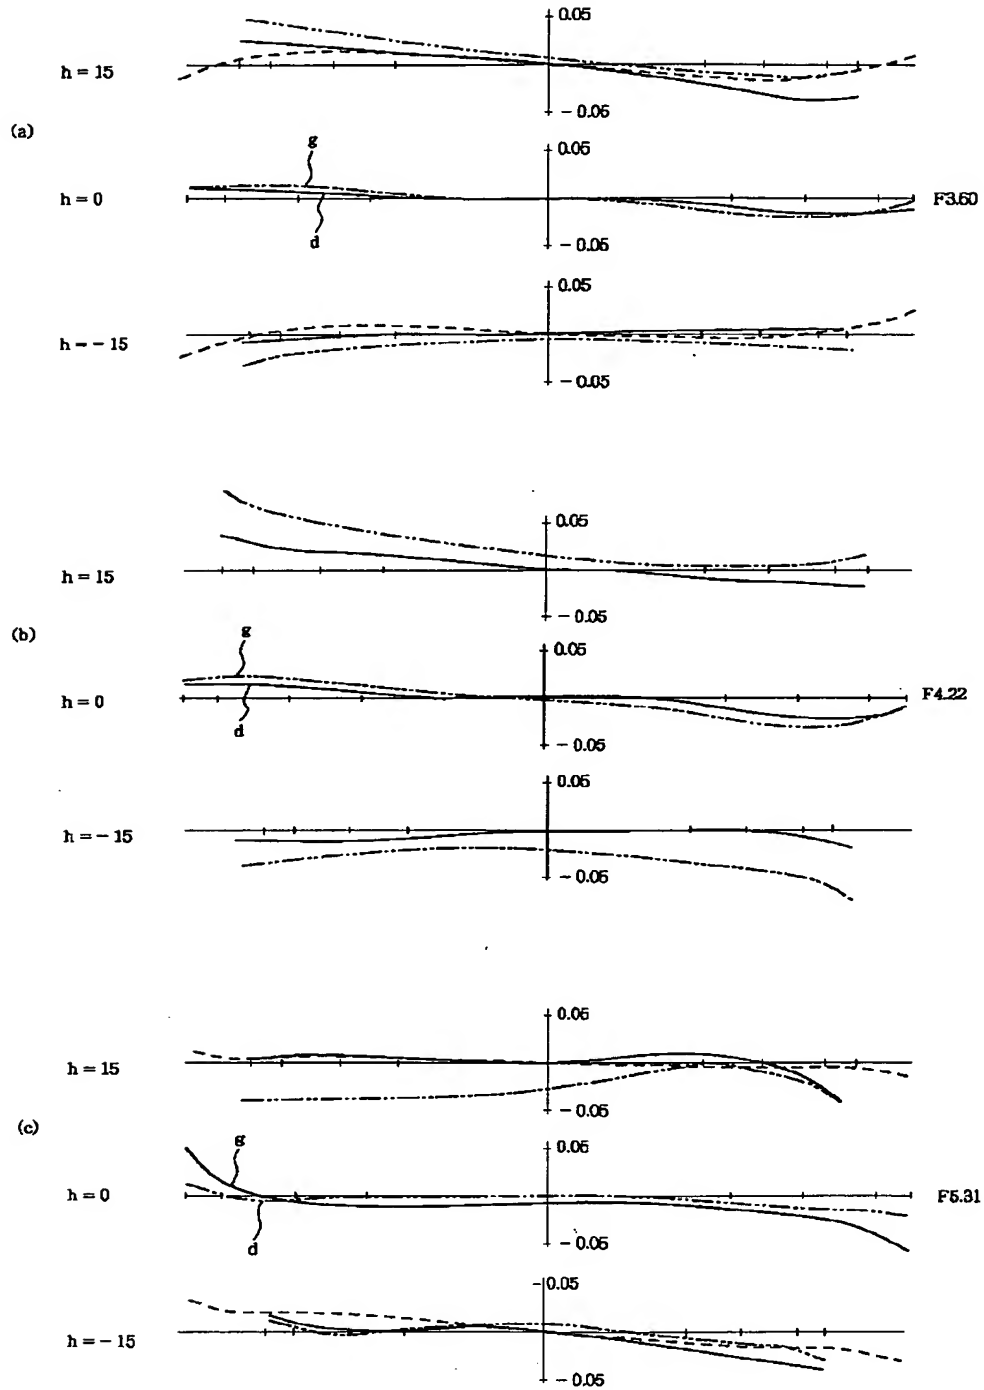 0.05
h = 15
− 0.05
(a)
0.05
g
h = 0
F3.60
d
− 0.05
0.05
h = − 15
− 0.05
0.05
h = 15
− 0.05
(b)
g
0.05
h = 0
F4.22
d
− 0.05
0.05
h = − 15
− 0.05
0.05
h = 15
− 0.05
(c)
g
0.05
h = 0
F5.31
d
− 0.05
0.05
h = − 15
− 0.05